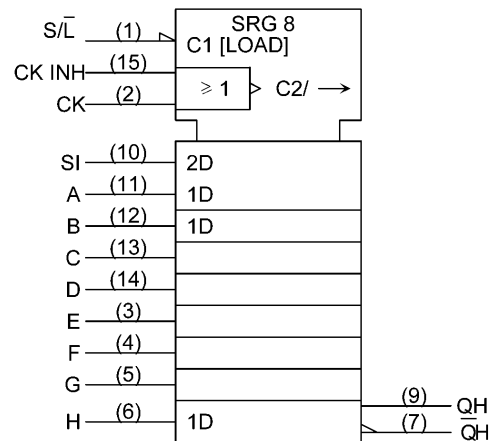 SRG 8
S/L̅ (1) C1 [LOAD]
CK INH (15)
≥ 1 C2/ →
CK (2)
SI (10) 2D
A (11) 1D
B (12) 1D
C (13)
D (14)
E (3)
F (4)
G (5)
(9) QH
H (6) 1D (7) Q̅H